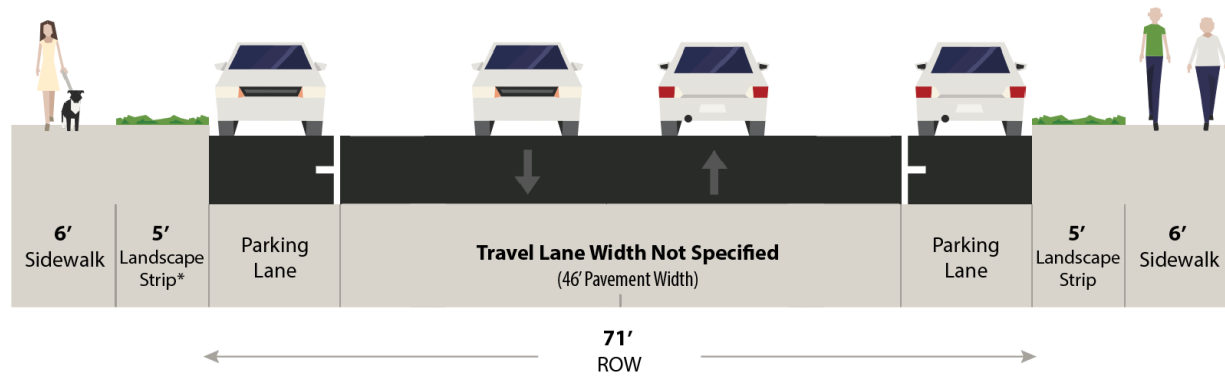 6’
Sidewalk
5’
Landscape
Strip*
Parking
Lane
Travel Lane Width Not Specified
(46’ Pavement Width)
Parking
Lane
5’
Landscape
Strip
6’
Sidewalk
71’
ROW